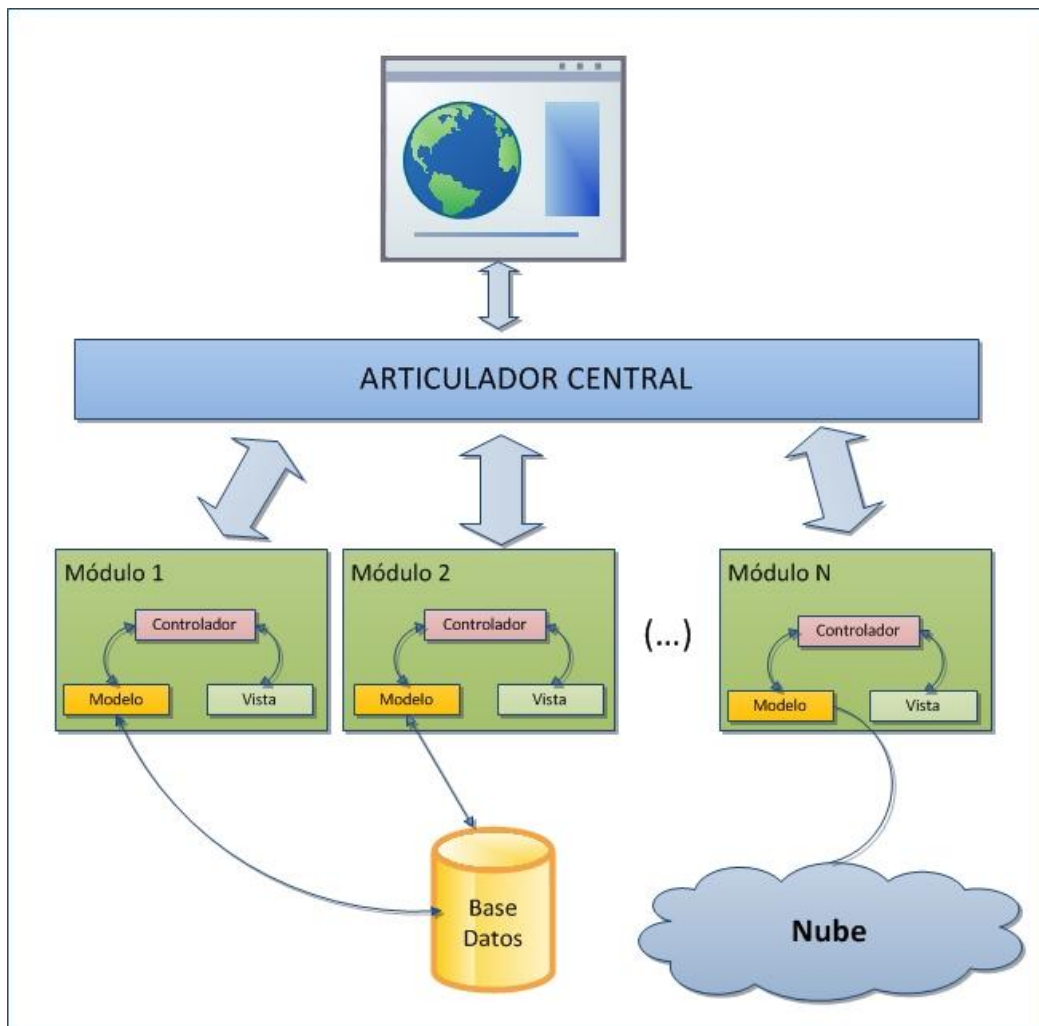 ARTICULADOR CENTRAL
Módulo 1
Controlador
Modelo
Vista
Módulo 2
Controlador
Modelo
Vista
(...)
Módulo N
Controlador
Modelo
Vista
Base
Datos
Nube